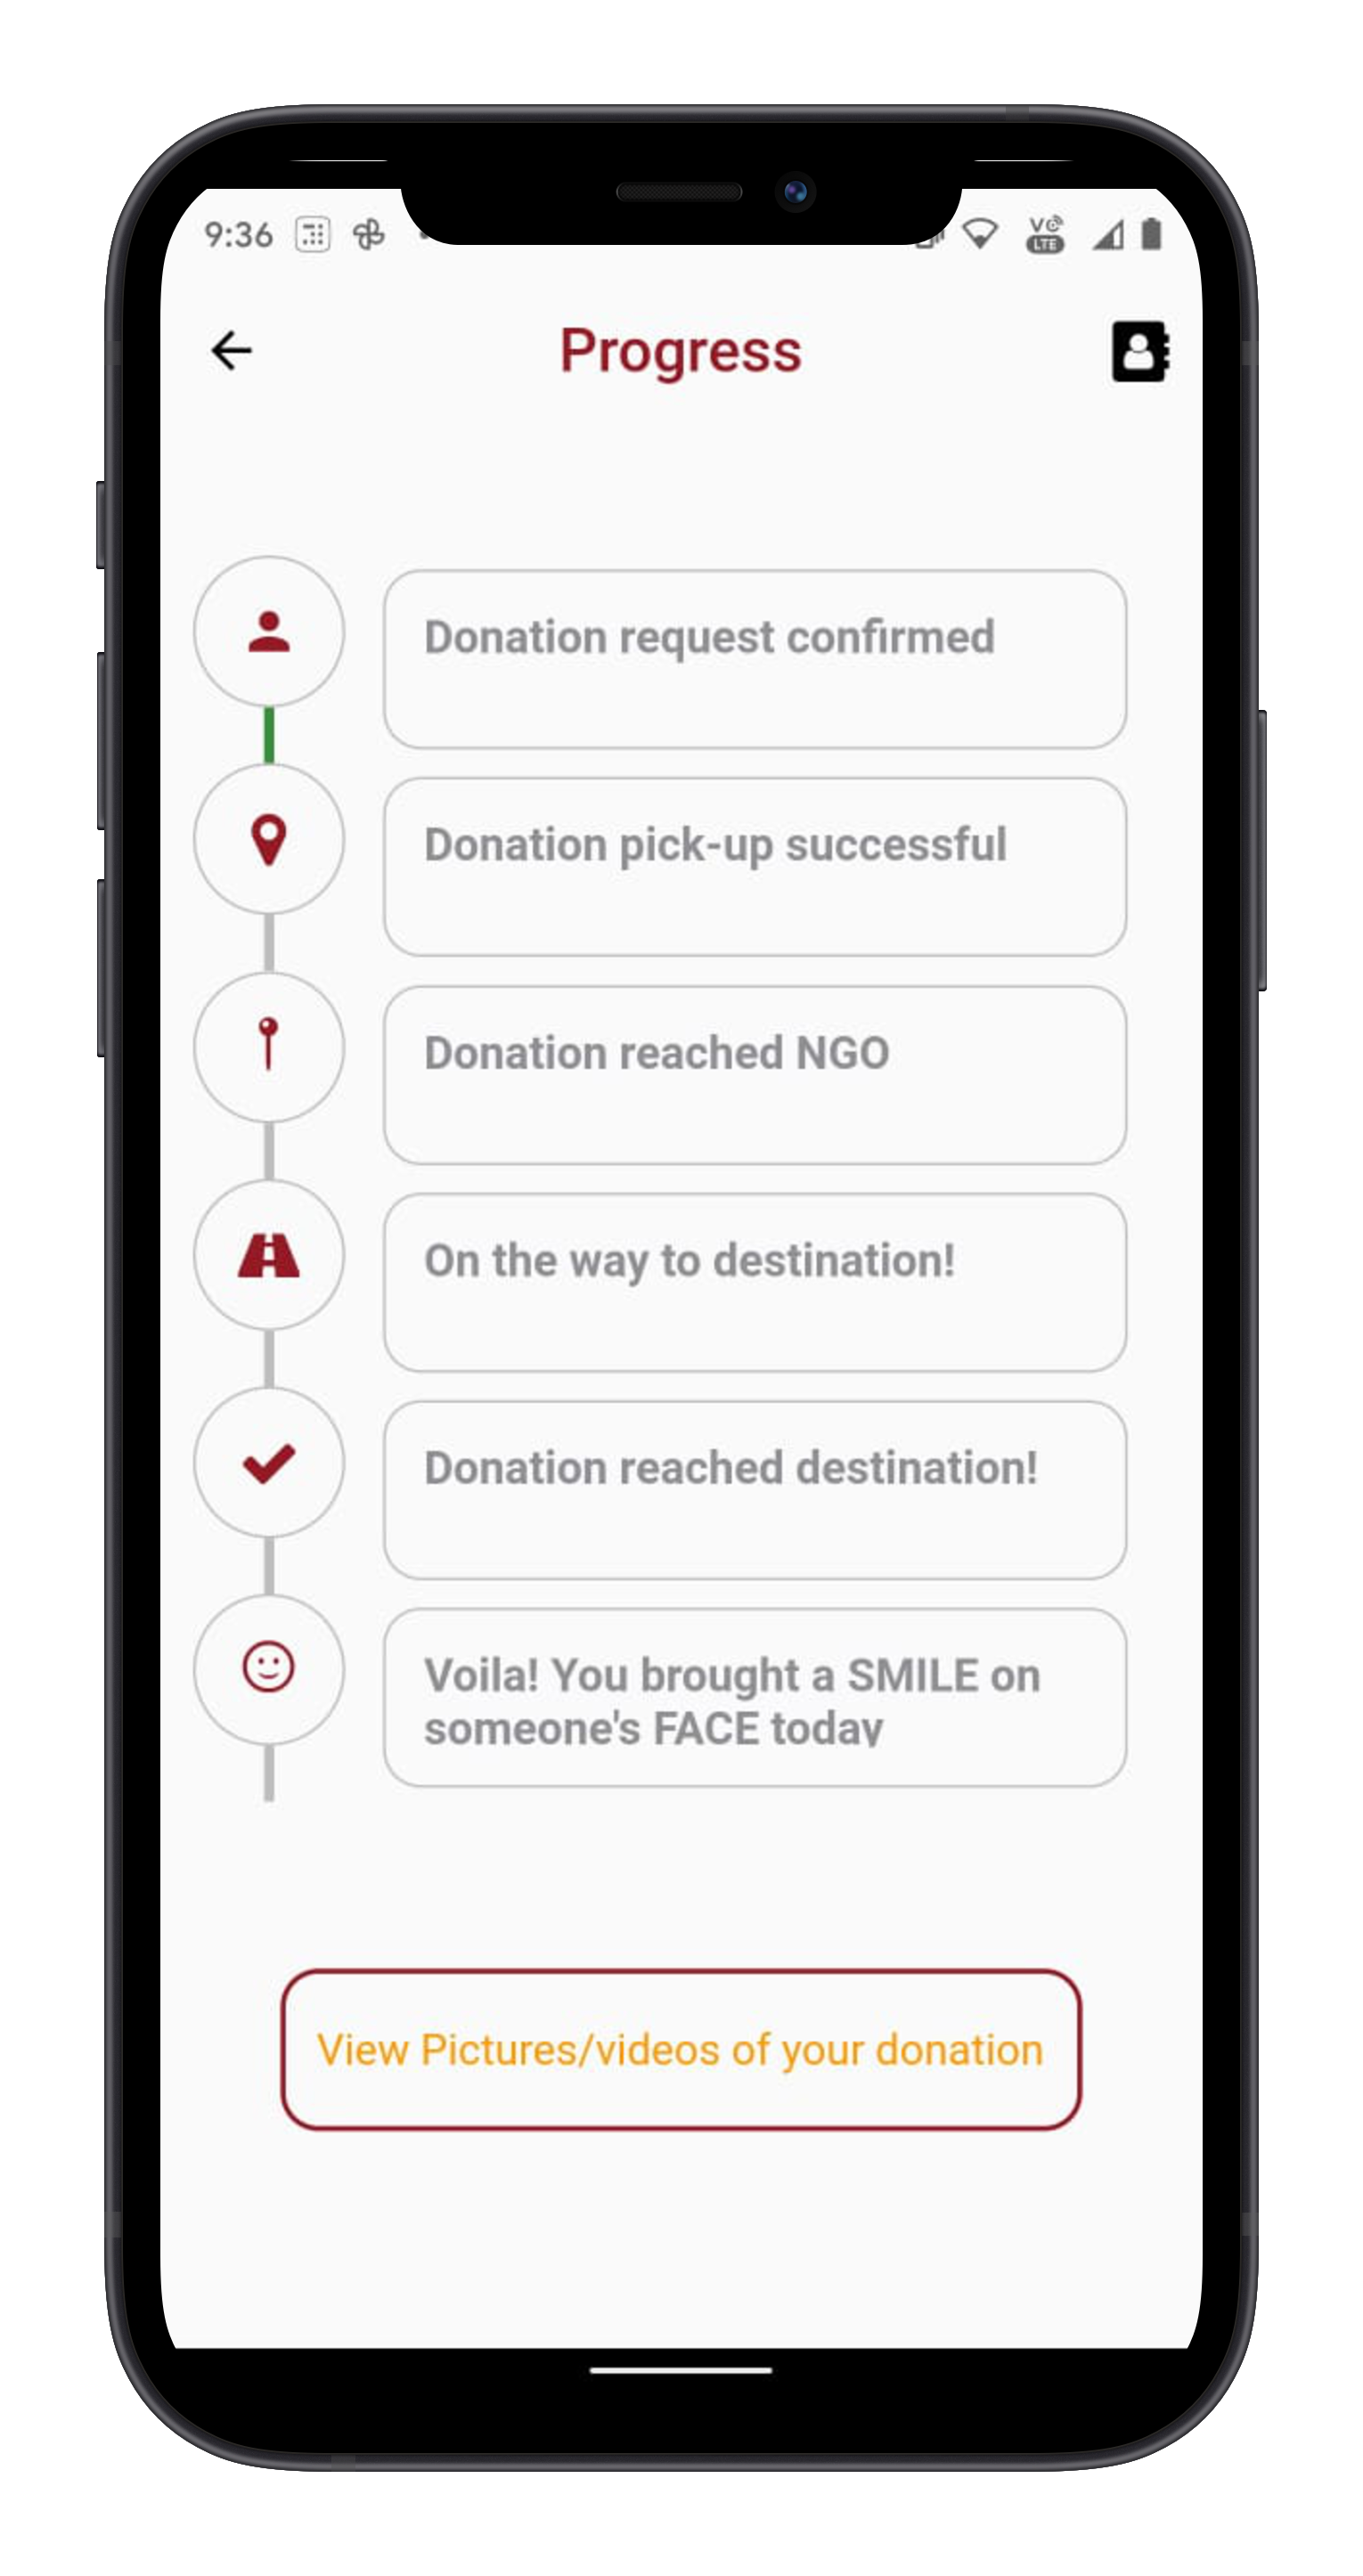 9:36
Vo
LTE
Progress
Donation request confirmed
Donation pick-up successful
Donation reached NGO
On the way to destination!
Donation reached destination!
Voila! You brought a SMILE on
someone's FACE today
View Pictures/videos of your donation